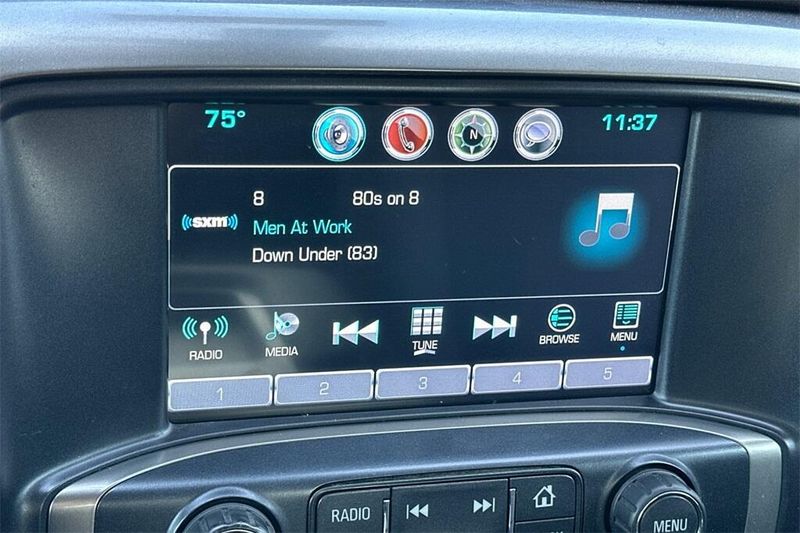 75° N 11:37
8 80s on 8
((sxm))
Men At Work
Down Under (83)
RADIO MEDIA TUNE BROWSE MENU
1 2 3 4 5
RADIO
MENU